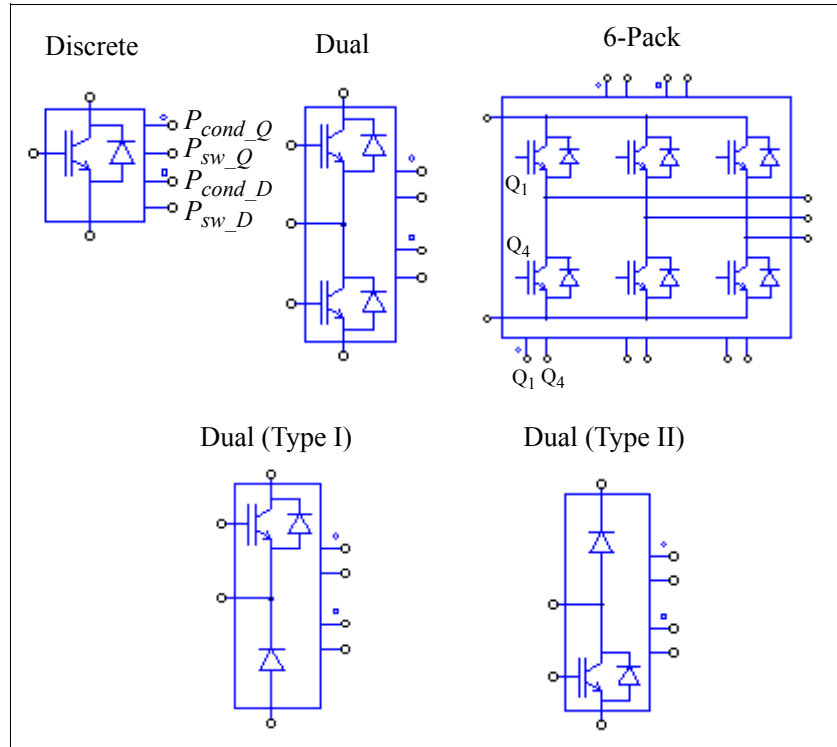 Discrete
Dual
6-Pack
P_cond_Q
P_sw_Q
P_cond_D
P_sw_D
Q1
Q4
Q1 Q4
Dual (Type I)
Dual (Type II)